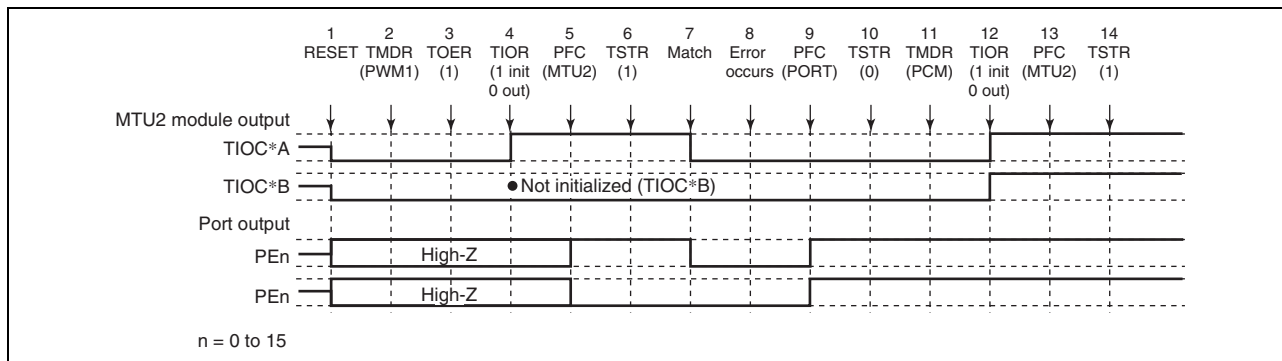 1 2 3 4 5 6 7 8 9 10 11 12 13 14
RESET TMDR TOER TIOR PFC TSTR Match Error PFC TSTR TMDR TIOR PFC TSTR
(PWM1) (1) (1 init (MTU2) (1) occurs (PORT) (0) (PCM) (1 init (MTU2) (1)
0 out) 0 out)
MTU2 module output
TIOC*A
TIOC*B ●Not initialized (TIOC*B)
Port output
PEn High-Z
PEn High-Z
n = 0 to 15